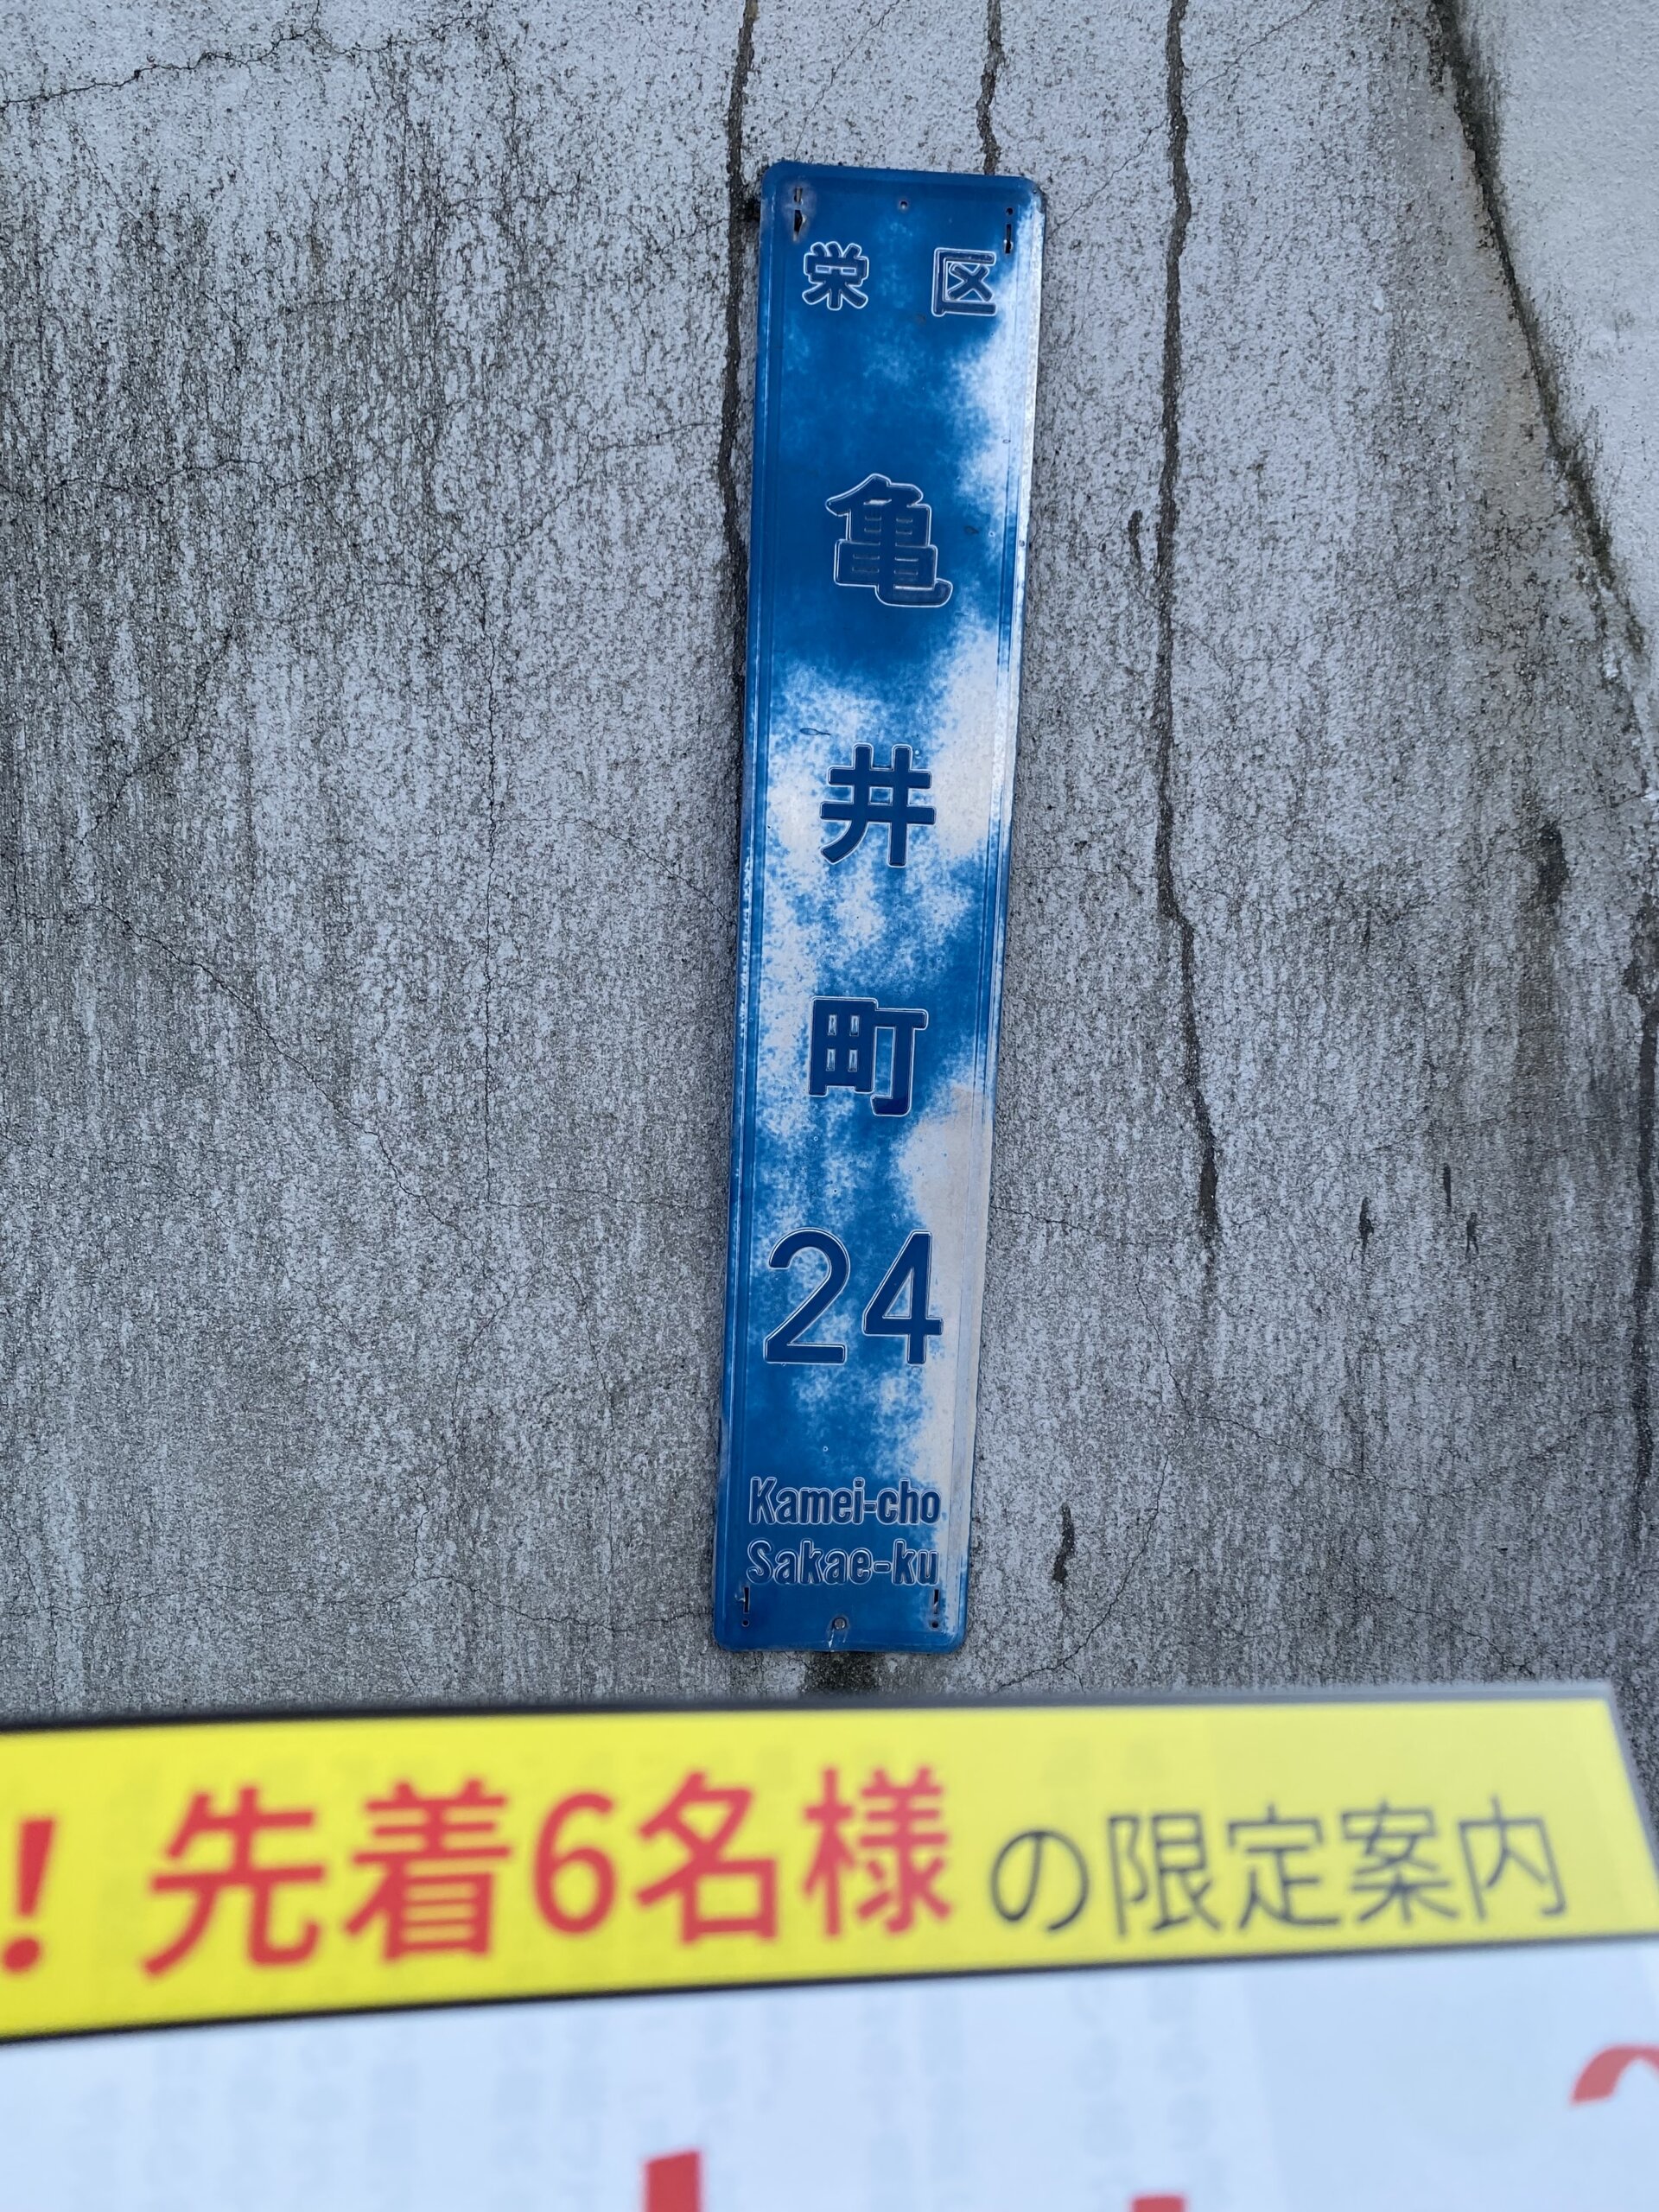 栄区
亀井町
24
Kamei-cho
Sakae-ku
！先着6名様の限定案内